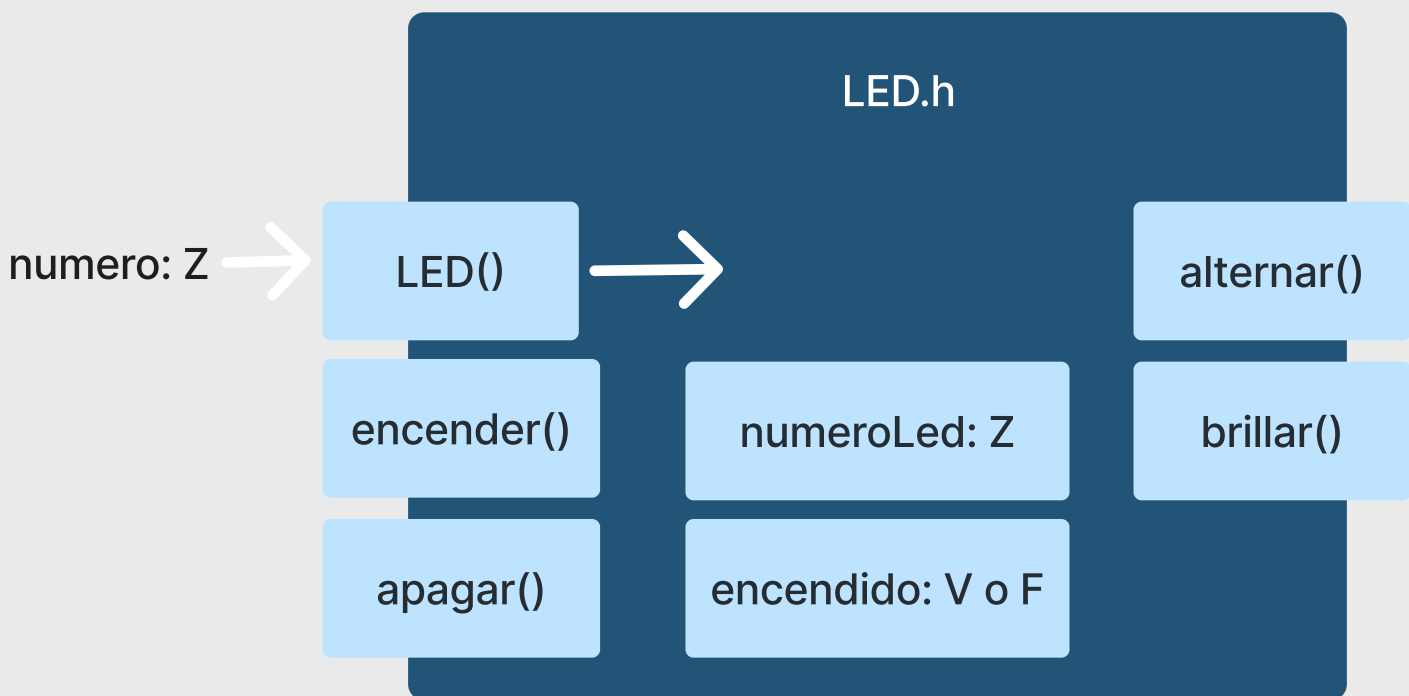 LED.h
numero: Z
LED()
alternar()
encender()
numeroLed: Z
brillar()
apagar()
encendido: V o F